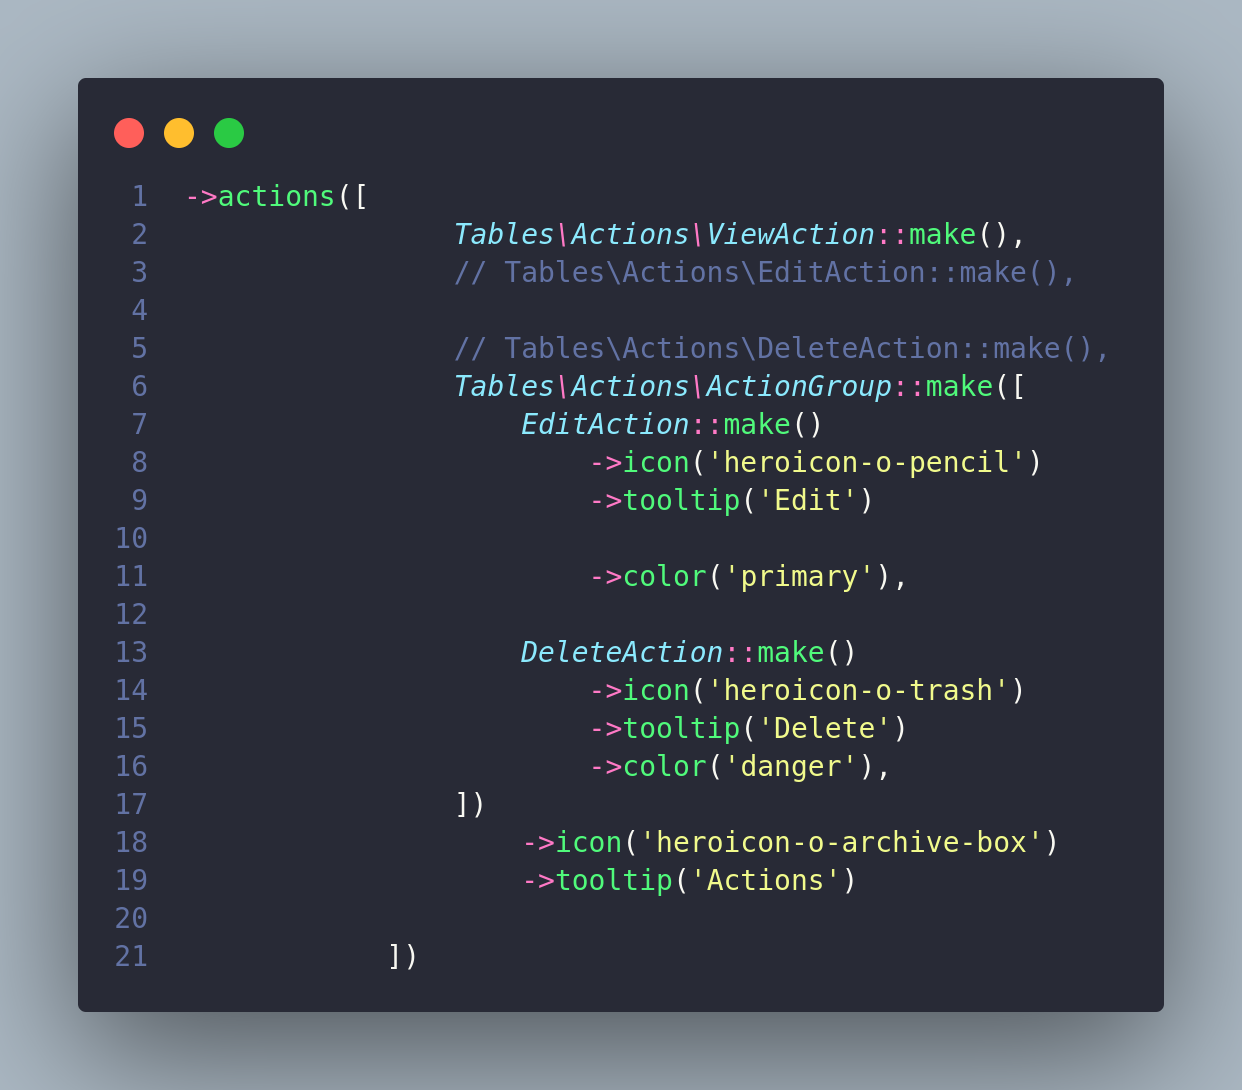 1 ->actions([
2 Tables\Actions\ViewAction::make(),
3 // Tables\Actions\EditAction::make(),
4
5 // Tables\Actions\DeleteAction::make(),
6 Tables\Actions\ActionGroup::make([
7 EditAction::make()
8 ->icon('heroicon-o-pencil')
9 ->tooltip('Edit')
10
11 ->color('primary'),
12
13 DeleteAction::make()
14 ->icon('heroicon-o-trash')
15 ->tooltip('Delete')
16 ->color('danger'),
17 ])
18 ->icon('heroicon-o-archive-box')
19 ->tooltip('Actions')
20
21 ])